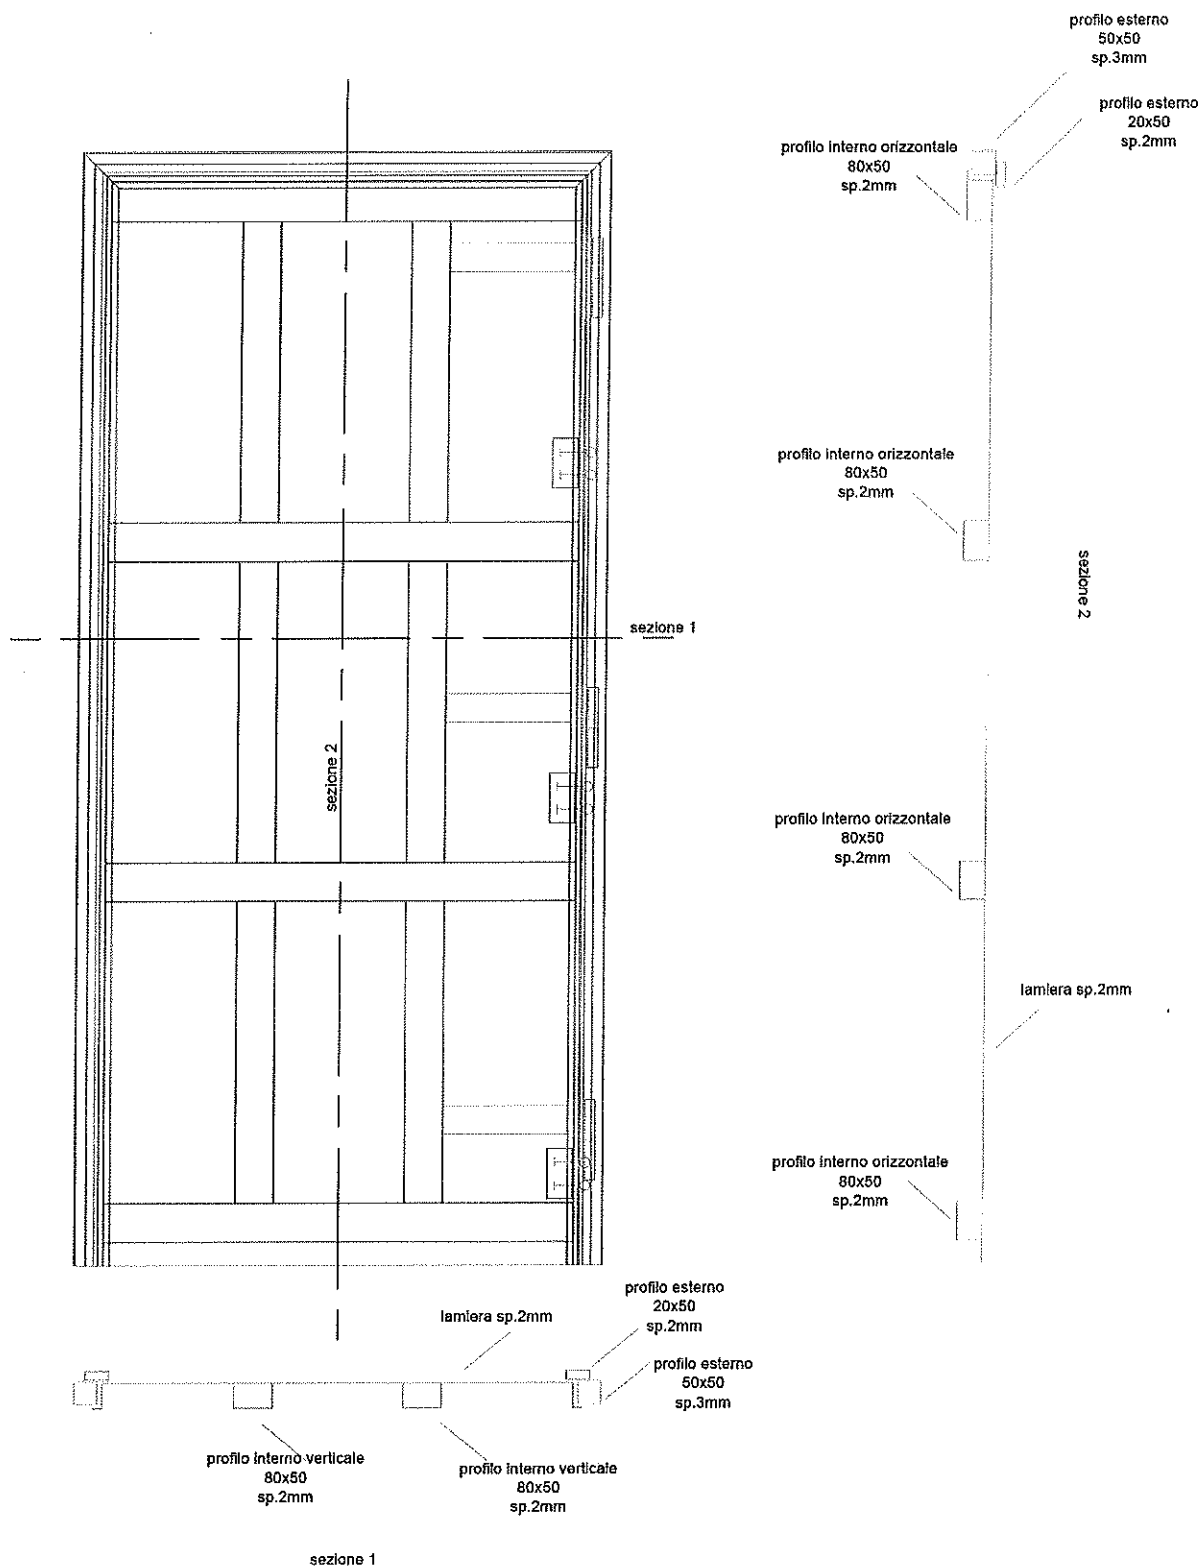 profilo esterno
50x50
sp.3mm
profilo esterno
20x50
sp.2mm
profilo interno orizzontale
80x50
sp.2mm
profilo interno orizzontale
80x50
sp.2mm
sezione 2
sezione 1
sezione 2
profilo interno orizzontale
80x50
sp.2mm
lamiera sp.2mm
profilo interno orizzontale
80x50
sp.2mm
profilo esterno
20x50
sp.2mm
lamiera sp.2mm
profilo esterno
50x50
sp.3mm
profilo interno verticale
80x50
sp.2mm
profilo interno verticale
80x50
sp.2mm
sezione 1